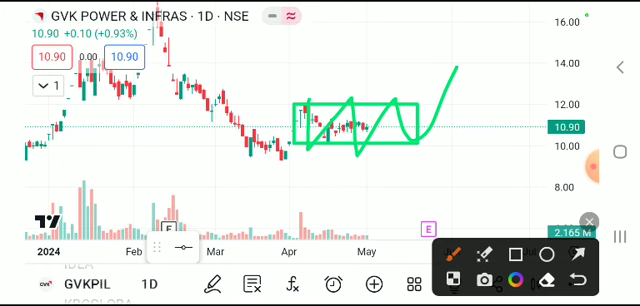 GVK POWER & INFRAS · 1D · NSE
10.90 +0.10 (+0.93%)
10.90 0.00 10.90
1
16.00
14.00
12.00
10.90
10.00
8.00
2.165 M
E
E
2024 Feb Mar Apr May Jul
GVKPIL 1D